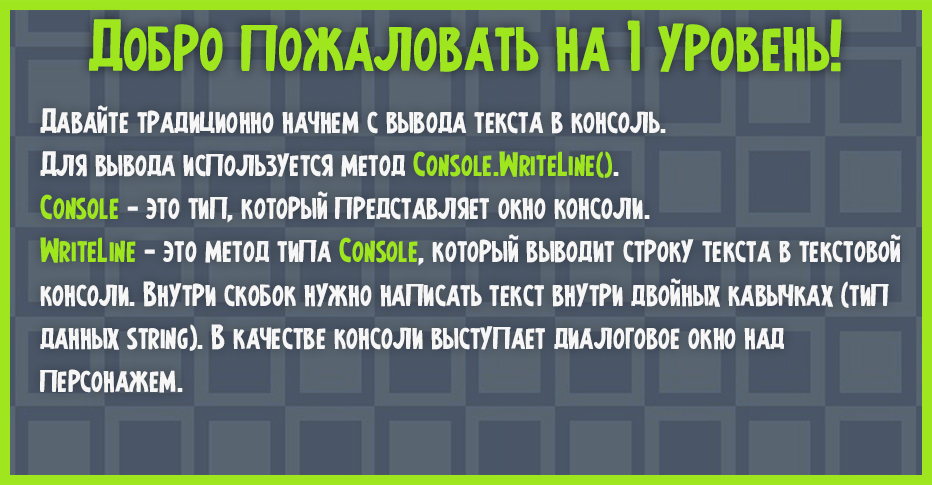 Добро пожаловать на 1 уровень!
Давайте традиционно начнем с вывода текста в консоль.
Для вывода используется метод Console.WriteLine().
Console – это тип, который представляет окно консоли.
WriteLine – это метод типа Console, который выводит строку текста в текстовой
консоли. Внутри скобок нужно написать текст внутри двойных кавычках (тип
данных string). В качестве консоли выступает диалоговое окно над
персонажем.